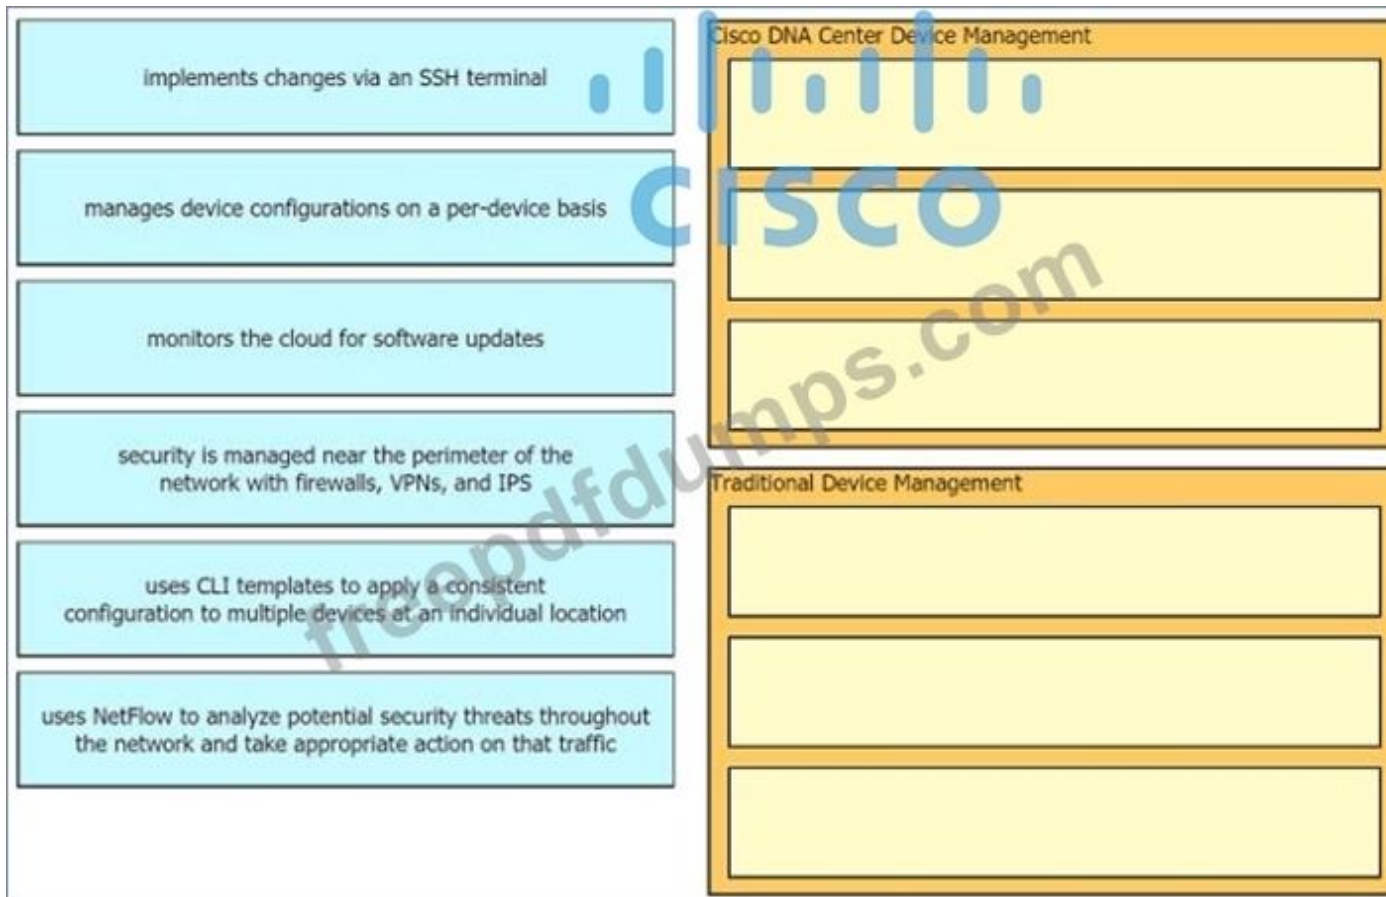 implements changes via an SSH terminal
manages device configurations on a per-device basis
monitors the cloud for software updates
security is managed near the perimeter of the
network with firewalls, VPNs, and IPS
uses CLI templates to apply a consistent
configuration to multiple devices at an individual location
uses NetFlow to analyze potential security threats throughout
the network and take appropriate action on that traffic
Cisco DNA Center Device Management
Traditional Device Management
CISCO
freepdfdumps.com